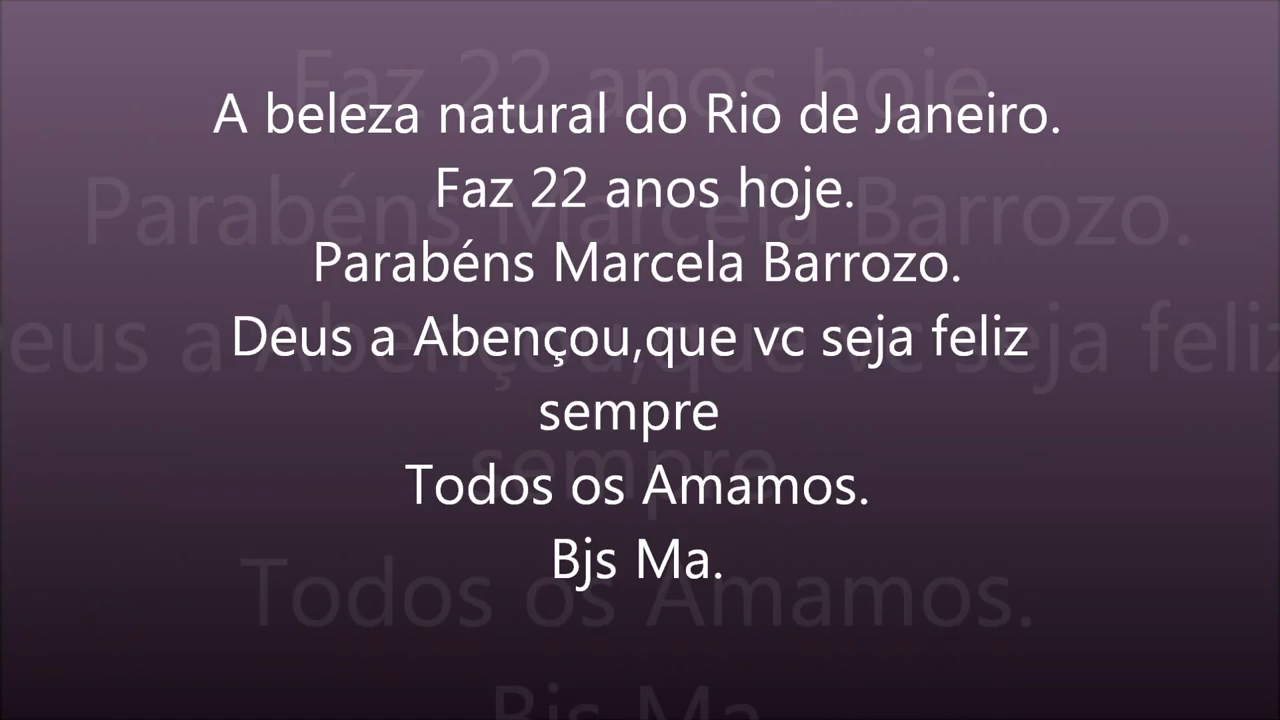 A beleza natural do Rio de Janeiro.
Faz 22 anos hoje.
Parabéns Marcela Barrozo.
Deus a Abençou,que vc seja feliz
sempre
Todos os Amamos.
Bjs Ma.